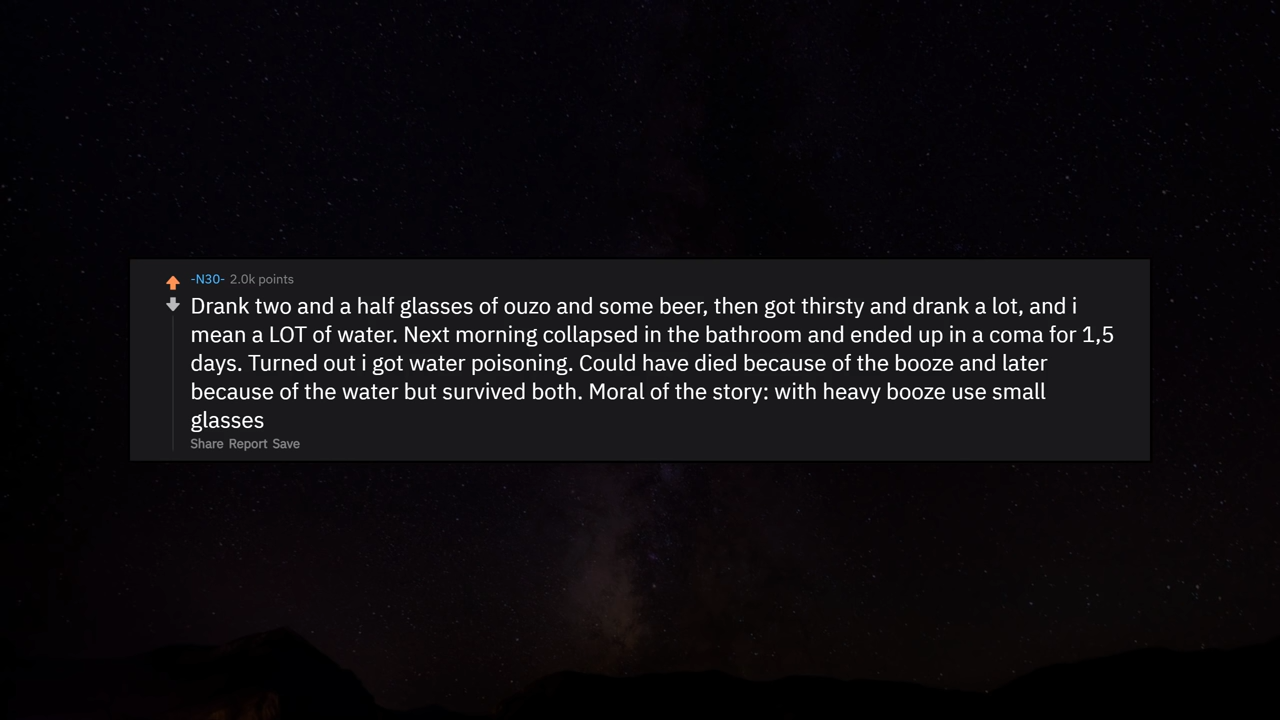 -N30- 2.0k points
Drank two and a half glasses of ouzo and some beer, then got thirsty and drank a lot, and i
mean a LOT of water. Next morning collapsed in the bathroom and ended up in a coma for 1,5
days. Turned out i got water poisoning. Could have died because of the booze and later
because of the water but survived both. Moral of the story: with heavy booze use small
glasses
Share Report Save